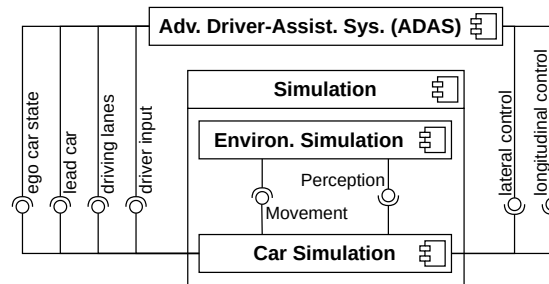 Adv. Driver-Assist. Sys. (ADAS)
Simulation
Environ. Simulation
ego car state
lead car
driving lanes
driver input
Perception
Movement
lateral control
longitudinal control
Car Simulation